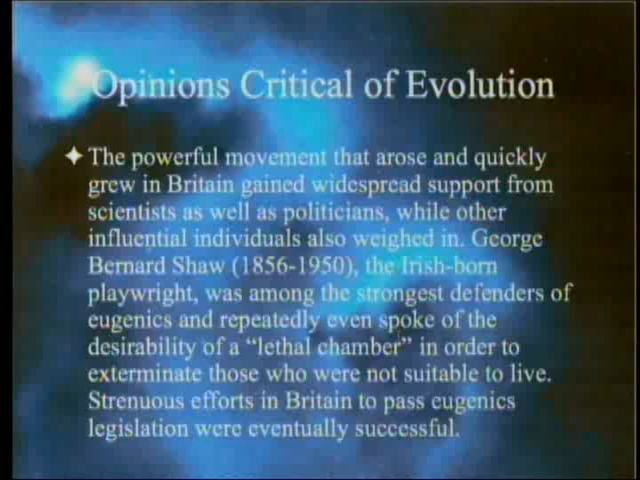 Opinions Critical of Evolution
The powerful movement that arose and quickly
grew in Britain gained widespread support from
scientists as well as politicians, while other
influential individuals also weighed in. George
Bernard Shaw (1856-1950), the Irish-born
playwright, was among the strongest defenders of
eugenics and repeatedly even spoke of the
desirability of a “lethal chamber” in order to
exterminate those who were not suitable to live.
Strenuous efforts in Britain to pass eugenics
legislation were eventually successful.